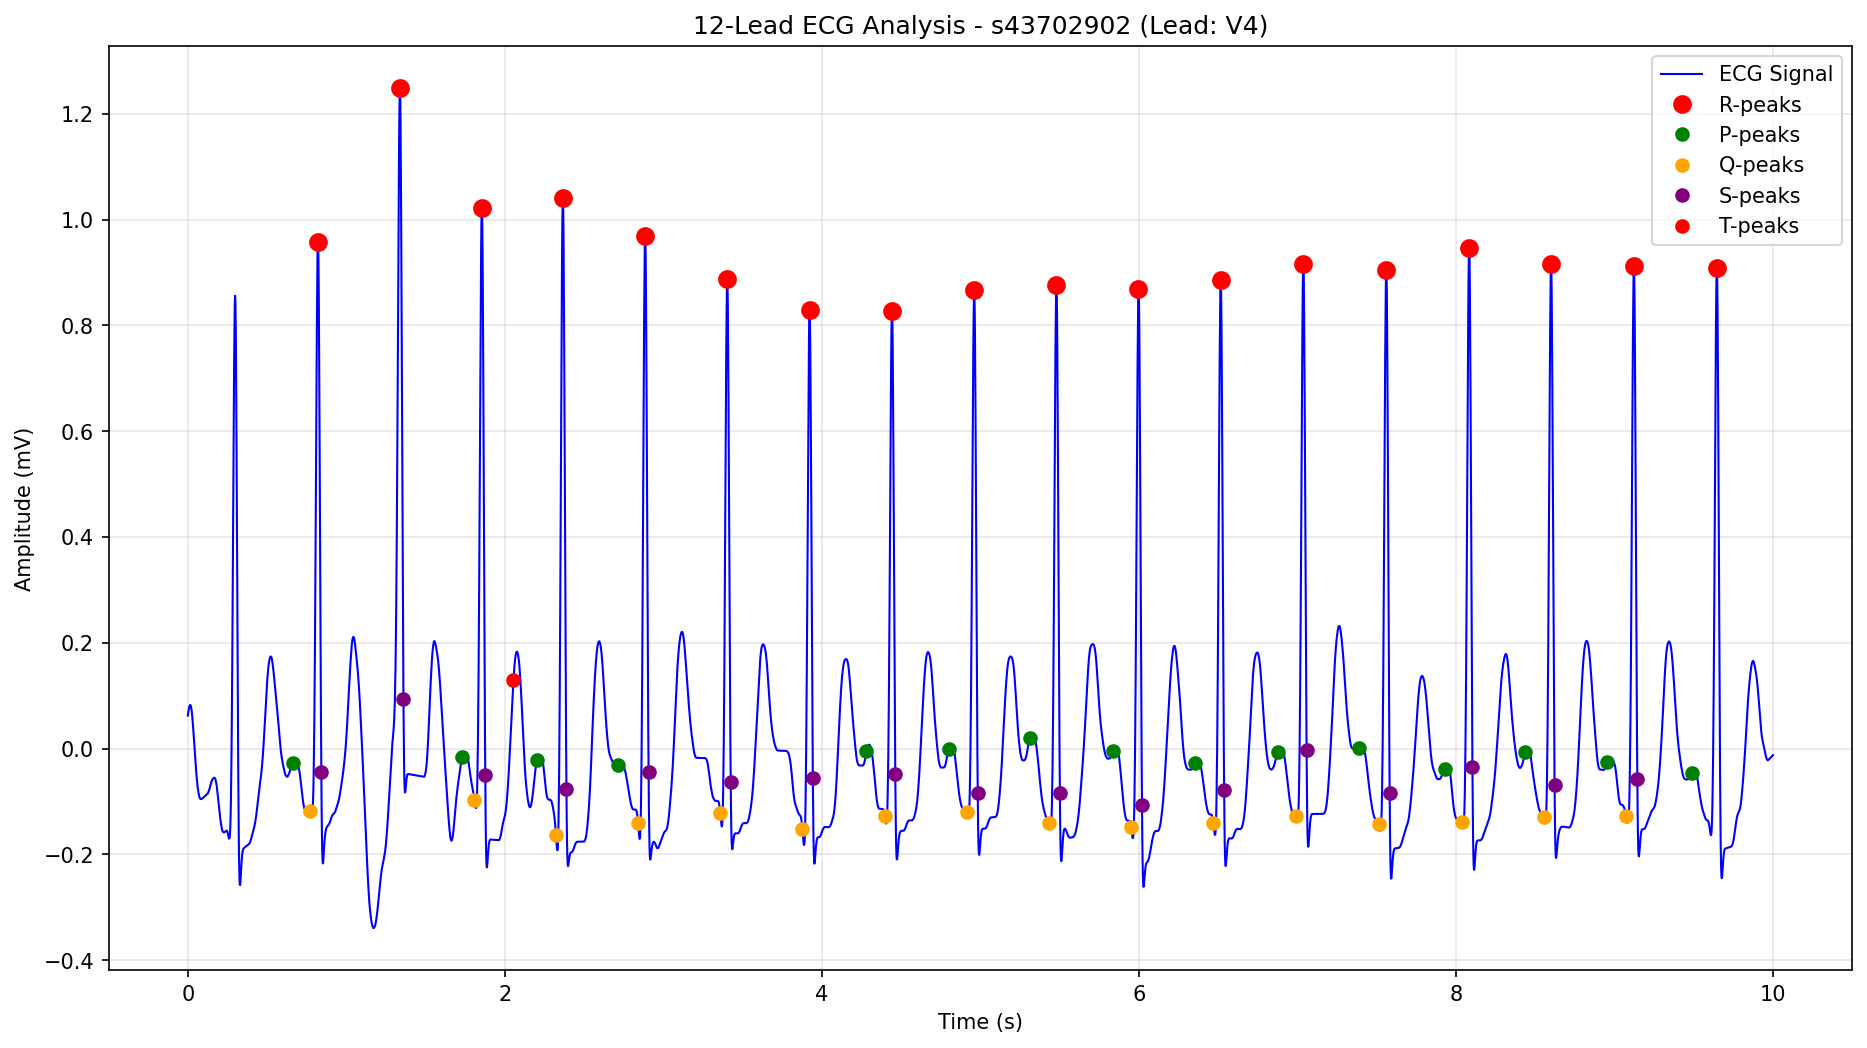 12-Lead ECG Analysis - s43702902 (Lead: V4)
ECG Signal
R-peaks
P-peaks
Q-peaks
S-peaks
T-peaks
Amplitude (mV)
1.2
1.0
0.8
0.6
0.4
0.2
0.0
−0.2
−0.4
0 2 4 6 8 10
Time (s)